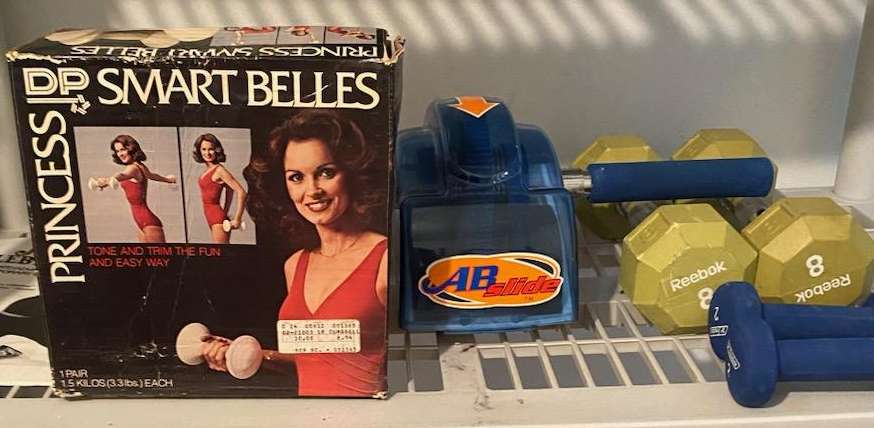 PRINCESS SMART BELLES
PRINCESS
DP
SMART BELLES
TONE AND TRIM THE FUN
AND EASY WAY
1 PAIR
1.5 KILOS (3.3 lbs.) EACH
AB
slide
TM
Reebok
8
Reebok
8
2